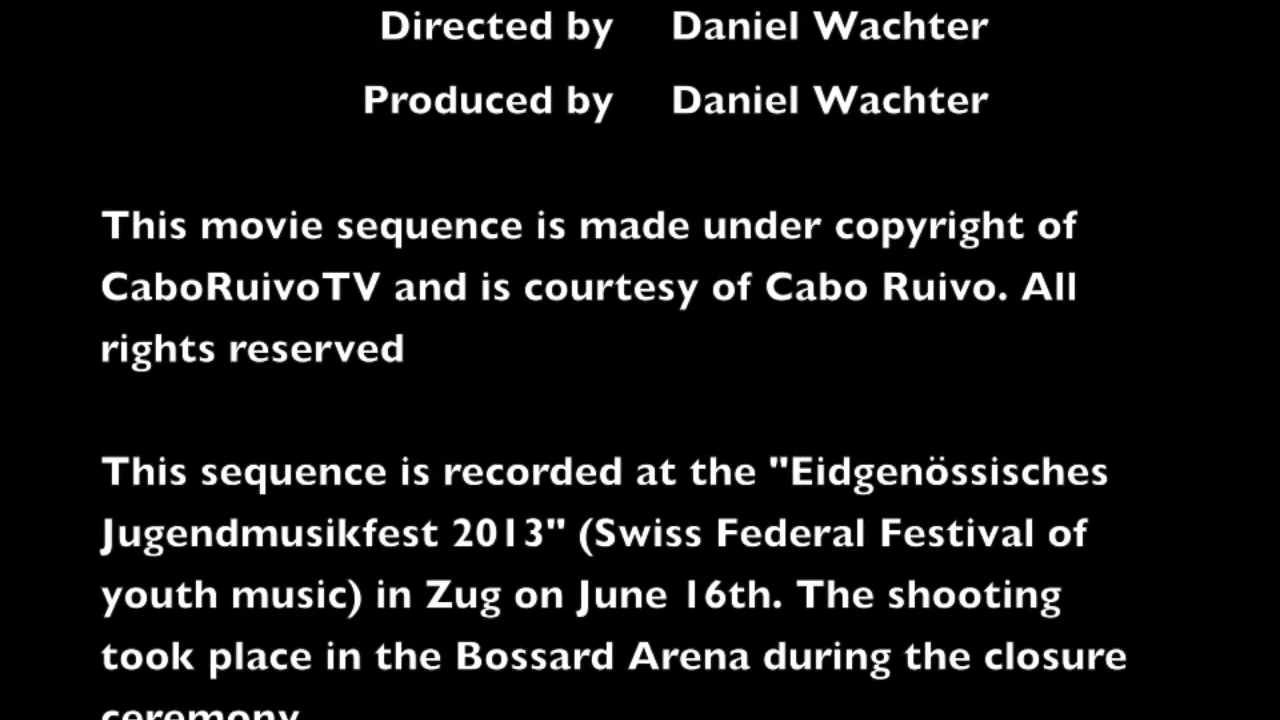 Directed by Daniel Wachter
Produced by Daniel Wachter
This movie sequence is made under copyright of
CaboRuivoTV and is courtesy of Cabo Ruivo. All
rights reserved
This sequence is recorded at the "Eidgenössisches
Jugendmusikfest 2013" (Swiss Federal Festival of
youth music) in Zug on June 16th. The shooting
took place in the Bossard Arena during the closure
ceremony